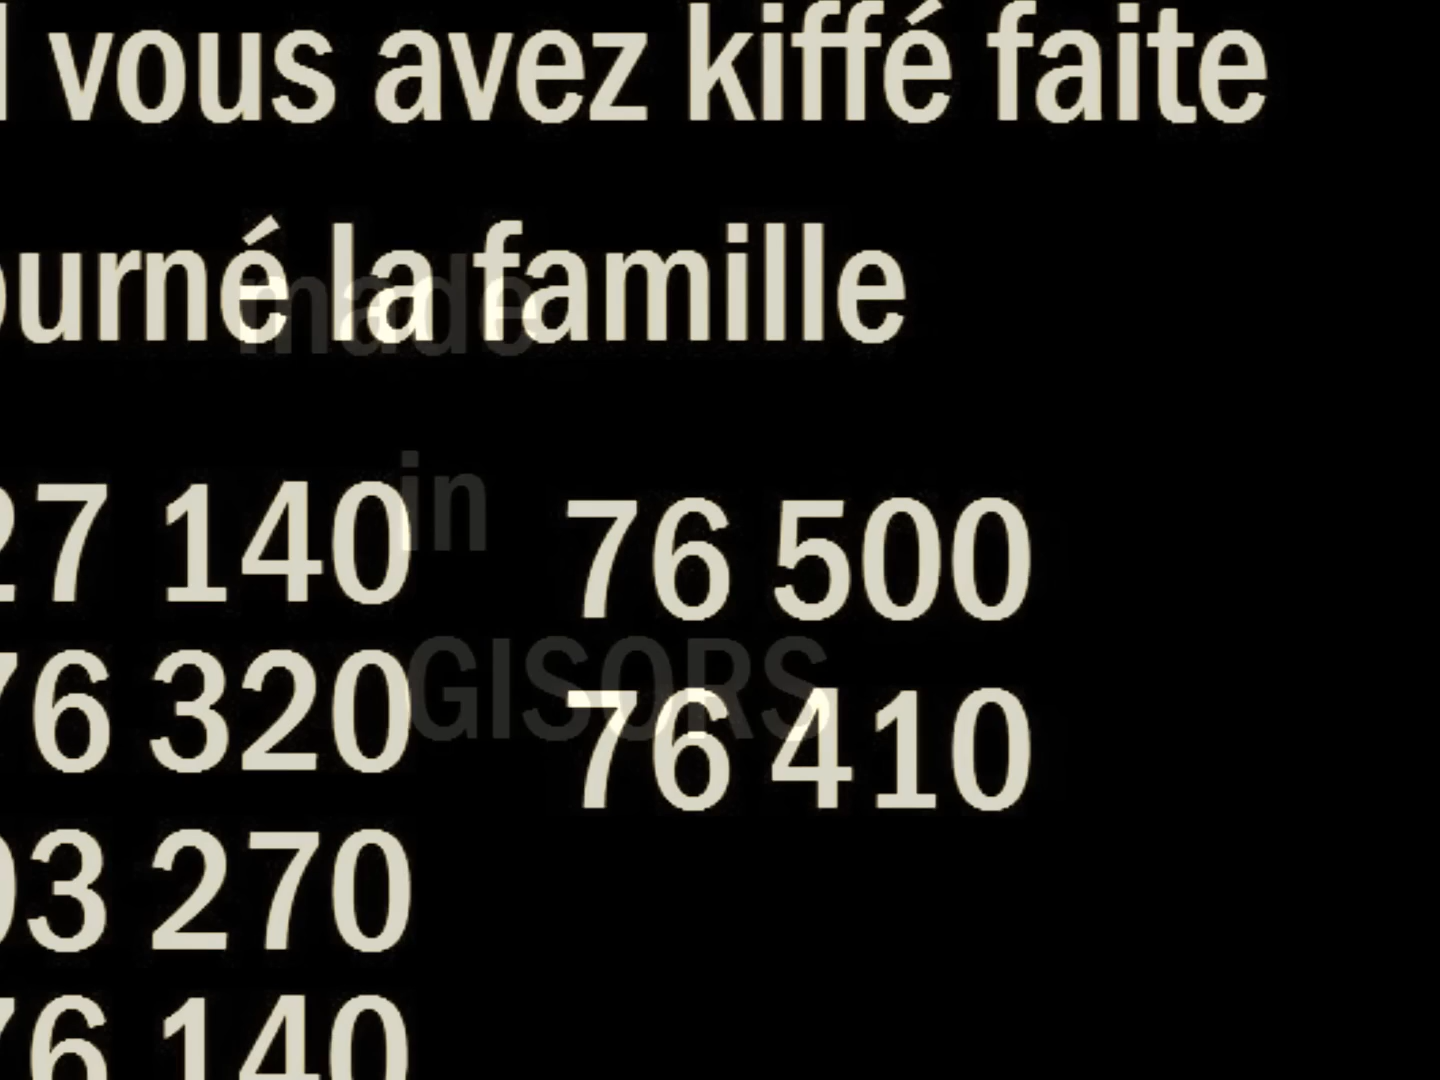 vous avez kiffé faite
la famille
made
in
27 140 76 500
GISORS
76 320 76 410
03 270
76 140